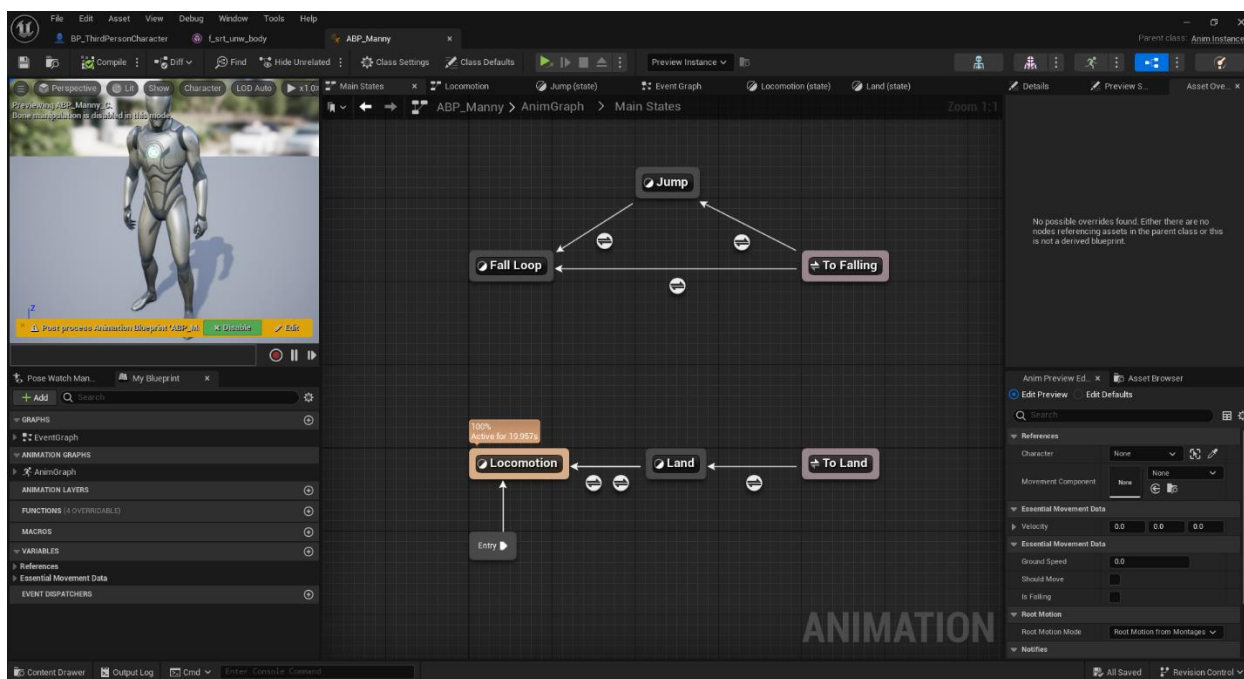 File Edit Asset View Debug Window Tools Help
BP_ThirdPersonCharacter f_srt_unw_body ABP_Manny
Parent class: Anim Instance
Compile Diff Find Hide Unrelated Class Settings Class Defaults Preview Instance
Perspective Lit Show Character LOD Auto x1.0
Main States Locomotion Jump (state) Event Graph Locomotion (state) Land (state)
Details Preview S... Asset Ove...
Previewing ABP_Manny_C.
Bone manipulation is disabled in this mode.
ABP_Manny > AnimGraph > Main States
Zoom 1:1
Jump
Fall Loop
To Falling
No possible overrides found. Either there are no
nodes referencing assets in the parent class or this
is not a derived blueprint.
Z
Post process Animation Blueprint 'ABP_M Disable Edit
Pose Watch Man... My Blueprint
Add Search
GRAPHS
EventGraph
ANIMATION GRAPHS
AnimGraph
ANIMATION LAYERS
FUNCTIONS (4 OVERRIDABLE)
MACROS
VARIABLES
References
Essential Movement Data
EVENT DISPATCHERS
100%
Active for 19.957s
Locomotion
Land
To Land
Entry
ANIMATION
Anim Preview Ed... Asset Browser
Edit Preview Edit Defaults
Search
References
Character None
Movement Component None None
Essential Movement Data
Velocity 0.0 0.0 0.0
Essential Movement Data
Ground Speed 0.0
Should Move
Is Falling
Root Motion
Root Motion Mode Root Motion from Montages
Notifies
Content Drawer Output Log Cmd Enter Console Command All Saved Revision Control